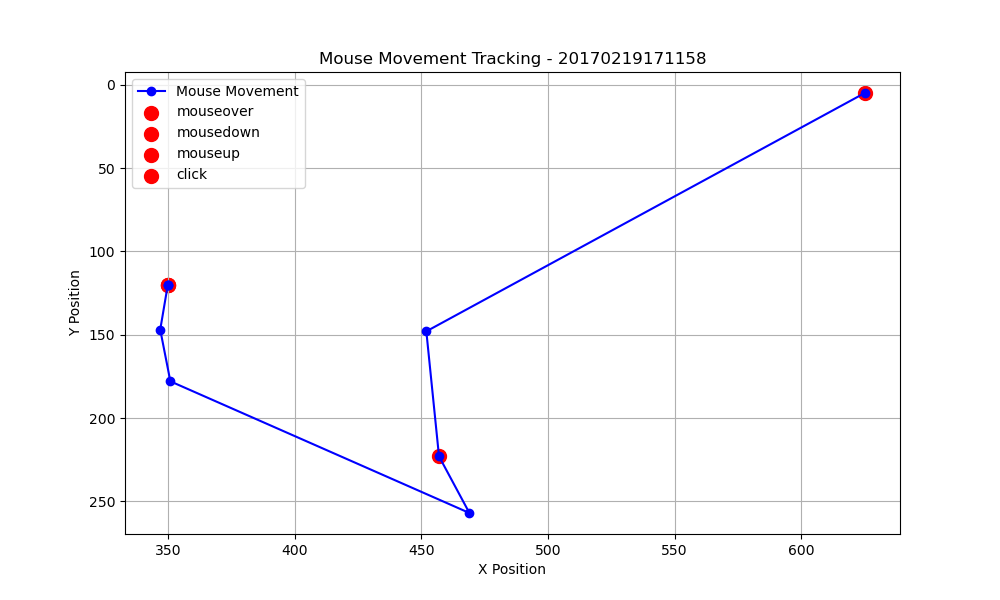 Mouse Movement Tracking - 20170219171158
Mouse Movement
mouseover
mousedown
mouseup
click
0
50
100
150
200
250
Y Position
350
400
450
500
550
600
X Position